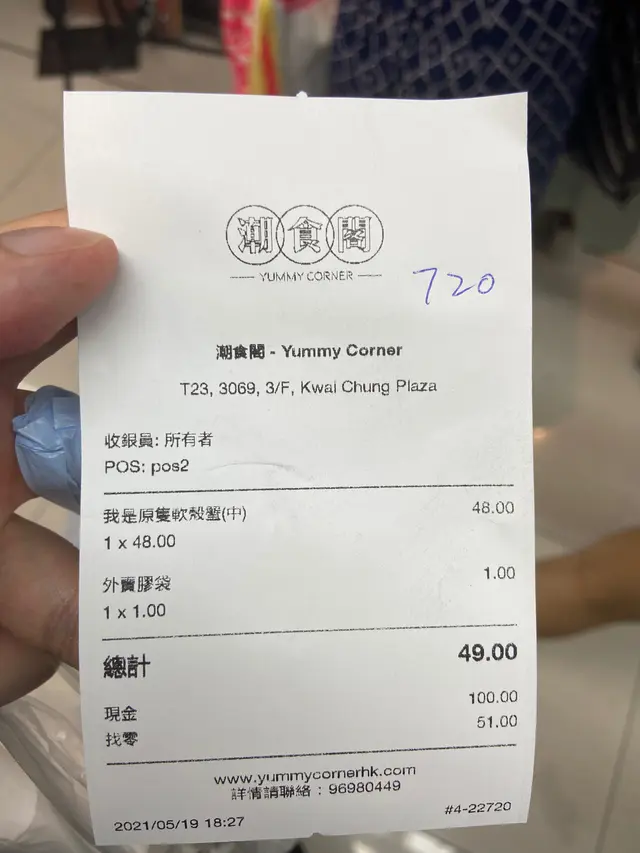 潮食閣
YUMMY CORNER
720
潮食閣 - Yummy Corner
T23, 3069, 3/F, Kwai Chung Plaza
收銀員: 所有者
POS: pos2
我是原隻軟殼蟹(中) 48.00
1 x 48.00
外賣膠袋 1.00
1 x 1.00
總計 49.00
現金 100.00
找零 51.00
www.yummycornerhk.com
詳情請聯絡：96980449
2021/05/19 18:27 #4-22720